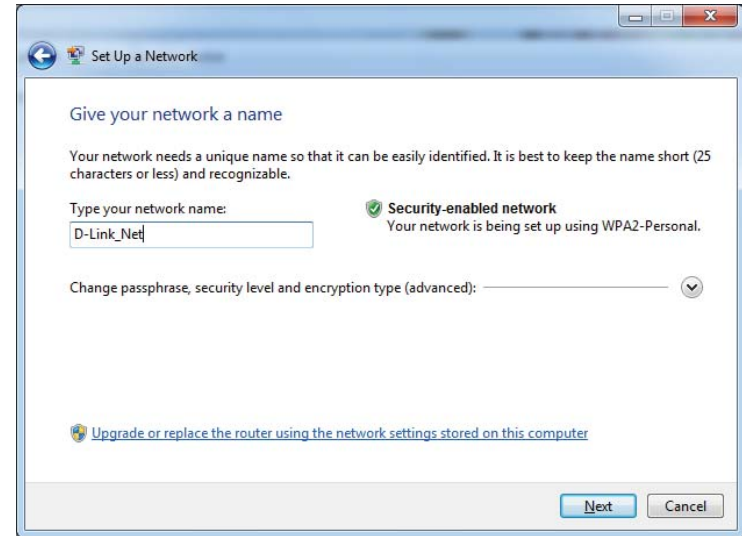 Set Up a Network
Give your network a name
Your network needs a unique name so that it can be easily identified. It is best to keep the name short (25
characters or less) and recognizable.
Type your network name:
D-Link_Net
Security-enabled network
Your network is being set up using WPA2-Personal.
Change passphrase, security level and encryption type (advanced):
Upgrade or replace the router using the network settings stored on this computer
Next
Cancel